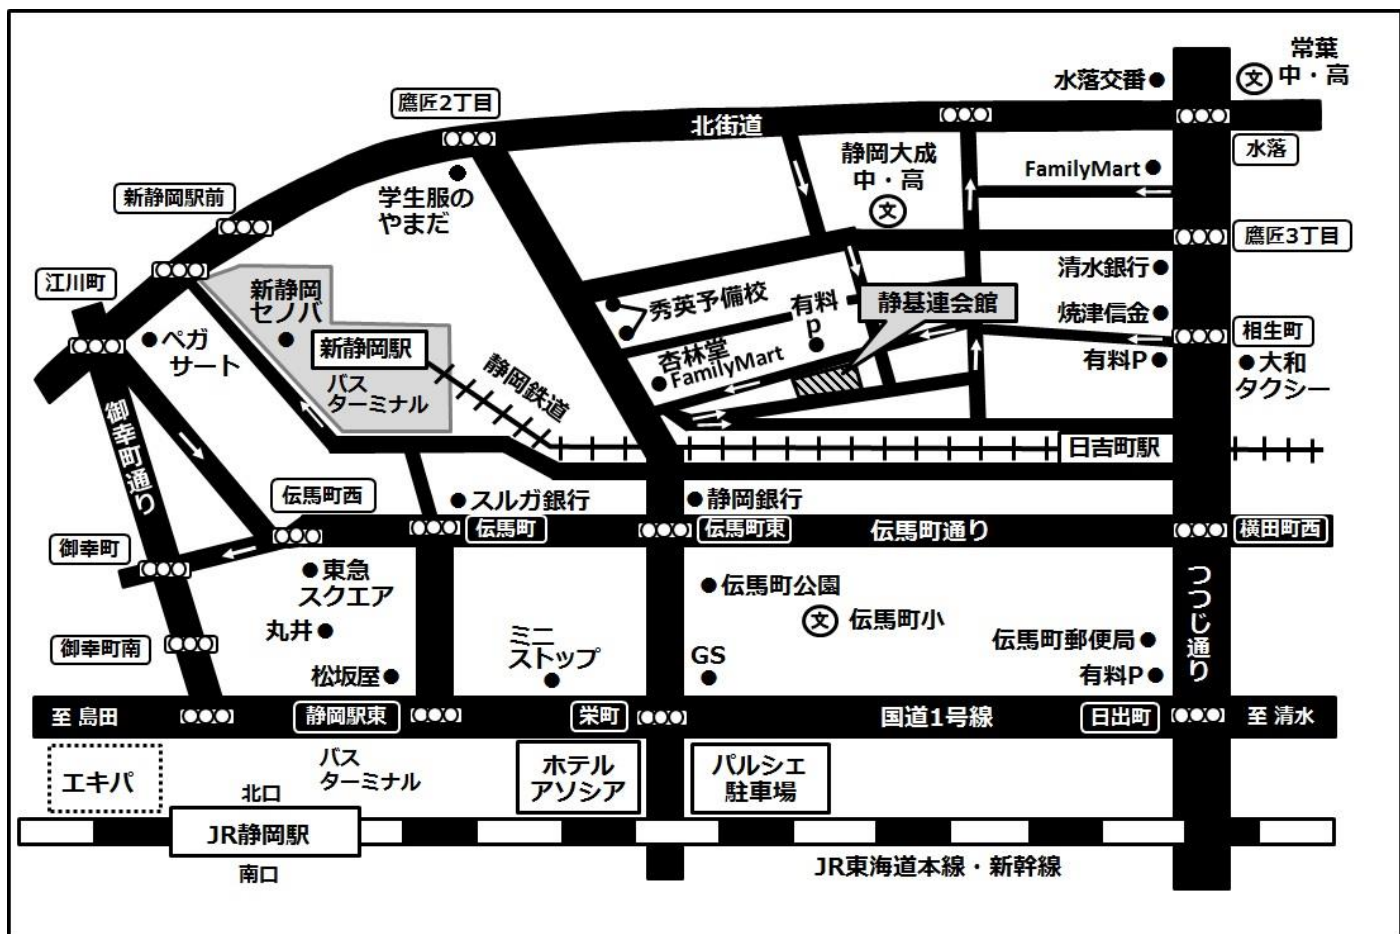 常葉
中・高
文
水落交番
鷹匠2丁目
北街道
水落
静岡大成
中・高
文
FamilyMart
学生服の
やまだ
新静岡駅前
鷹匠3丁目
清水銀行
江川町
新静岡
セノバ
秀英予備校
有料
p
静基連会館
焼津信金
相生町
ペガ
サート
新静岡駅
杏林堂
FamilyMart
有料P
大和
タクシー
バス
ターミナル
静岡鉄道
御幸町通り
日吉町駅
伝馬町西
スルガ銀行
静岡銀行
伝馬町
伝馬町東
伝馬町通り
横田町西
御幸町
東急
スクエア
伝馬町公園
つつじ通り
丸井
ミニ
ストップ
文
伝馬町小
御幸町南
伝馬町郵便局
GS
松坂屋
有料P
至 島田
静岡駅東
栄町
国道1号線
日出町
至 清水
エキパ
バス
ターミナル
ホテル
アソシア
パルシェ
駐車場
北口
JR静岡駅
南口
JR東海道本線・新幹線